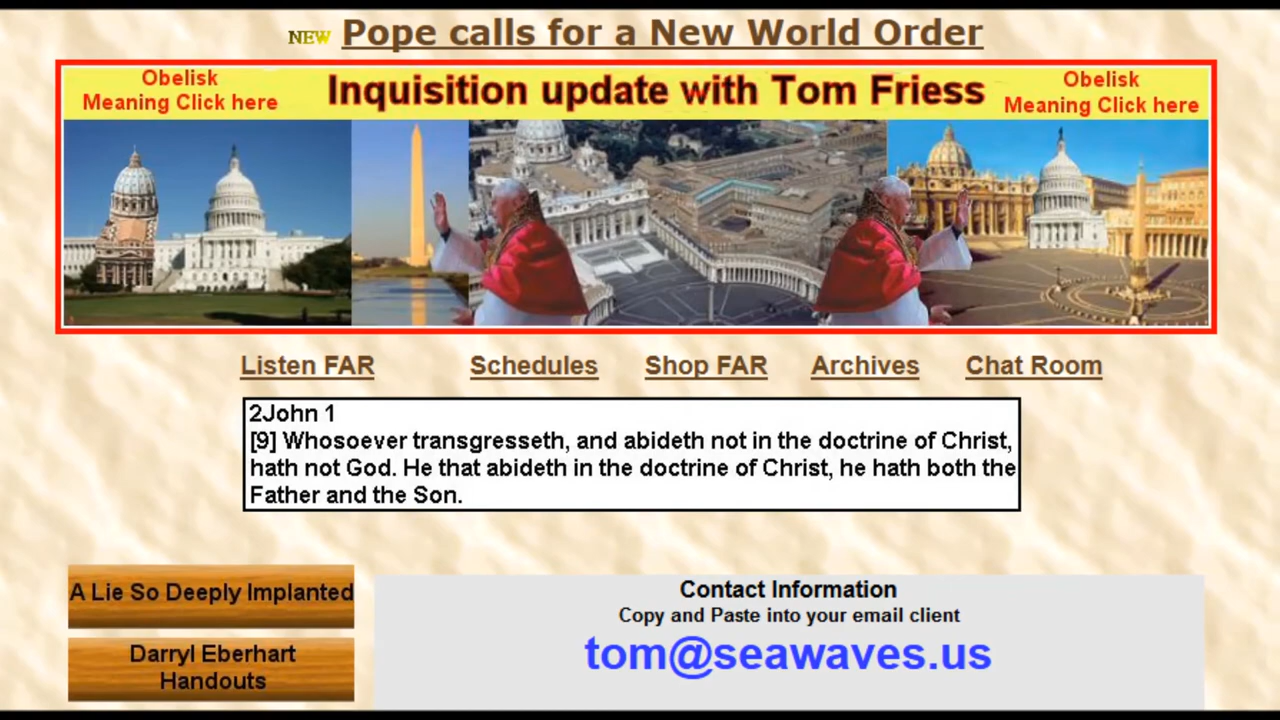 NEW Pope calls for a New World Order
Obelisk
Meaning Click here
Inquisition update with Tom Friess
Obelisk
Meaning Click here
Listen FAR Schedules Shop FAR Archives Chat Room
2John 1
[9] Whosoever transgresseth, and abideth not in the doctrine of Christ,
hath not God. He that abideth in the doctrine of Christ, he hath both the
Father and the Son.
A Lie So Deeply Implanted
Darryl Eberhart
Handouts
Contact Information
Copy and Paste into your email client
tom@seawaves.us